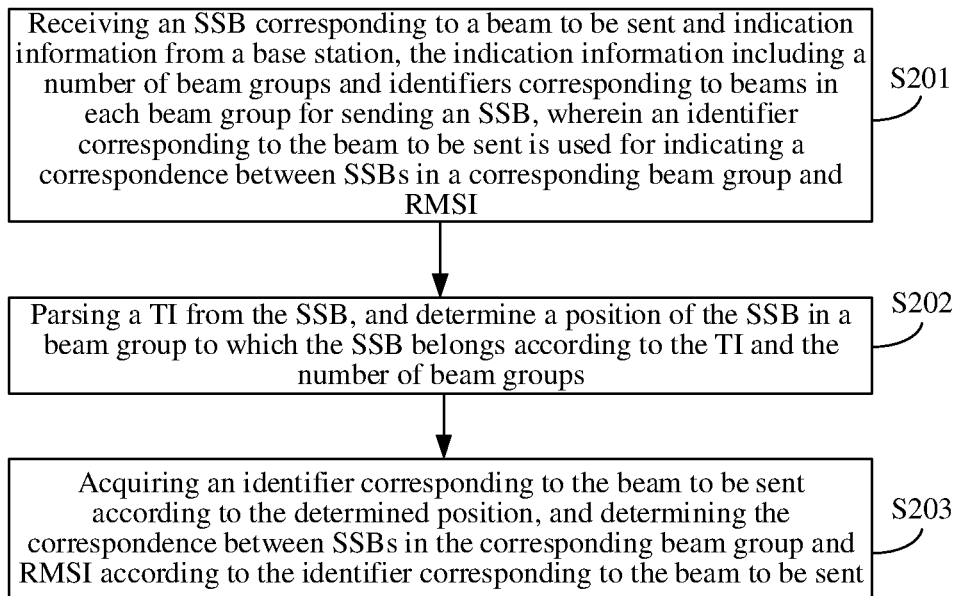 Receiving an SSB corresponding to a beam to be sent and indication
information from a base station, the indication information including a
number of beam groups and identifiers corresponding to beams in
each beam group for sending an SSB, wherein an identifier
corresponding to the beam to be sent is used for indicating a
correspondence between SSBs in a corresponding beam group and
RMSI
S201
Parsing a TI from the SSB, and determine a position of the SSB in a
beam group to which the SSB belongs according to the TI and the
number of beam groups
S202
Acquiring an identifier corresponding to the beam to be sent
according to the determined position, and determining the
correspondence between SSBs in the corresponding beam group and
RMSI according to the identifier corresponding to the beam to be sent
S203